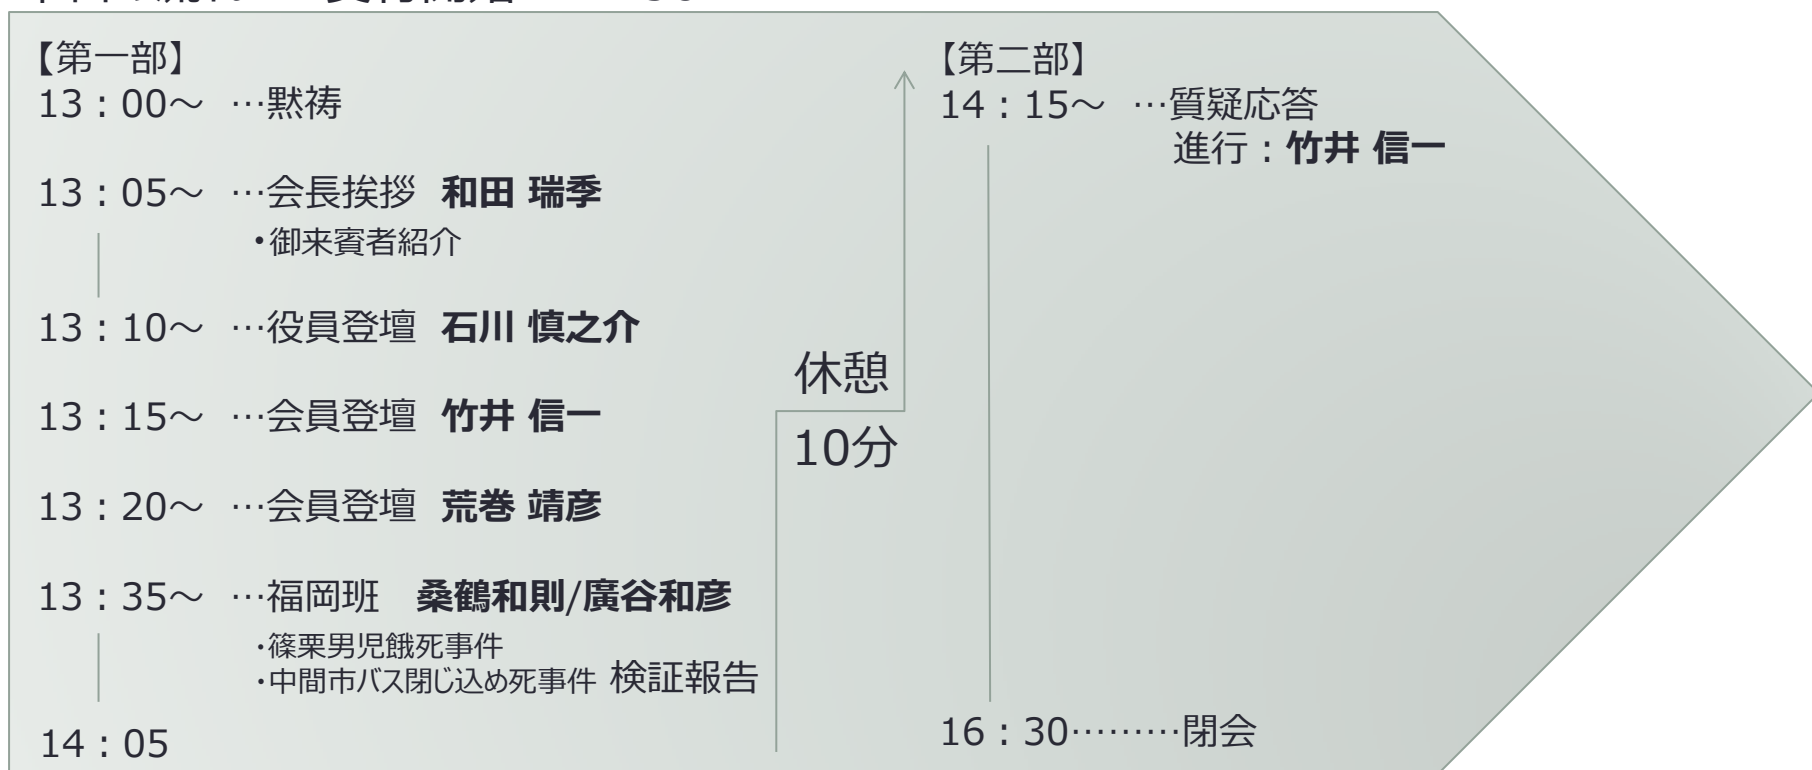 【第一部】
13：00～ …黙祷
13：05～ …会長挨拶 和田 瑞季
・御来賓者紹介
13：10～ …役員登壇 石川 慎之介
13：15～ …会員登壇 竹井 信一
13：20～ …会員登壇 荒巻 靖彦
13：35～ …福岡班 桑鶴和則/廣谷和彦
・篠栗男児餓死事件
・中間市バス閉じ込め死事件 検証報告
14：05
休憩
10分
【第二部】
14：15～ …質疑応答
進行：竹井 信一
16：30………閉会